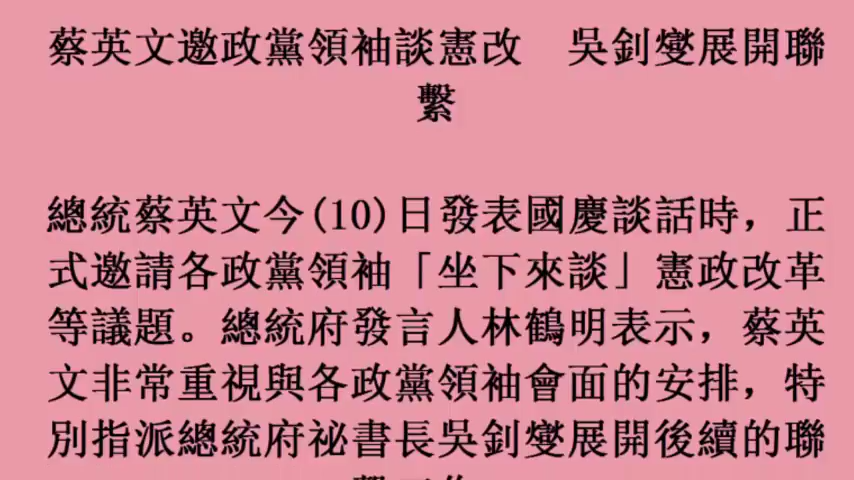 蔡英文邀政黨領袖談憲改　吳釗燮展開聯
繫
總統蔡英文今(10)日發表國慶談話時，正
式邀請各政黨領袖「坐下來談」憲政改革
等議題。總統府發言人林鶴明表示，蔡英
文非常重視與各政黨領袖會面的安排，特
別指派總統府祕書長吳釗燮展開後續的聯